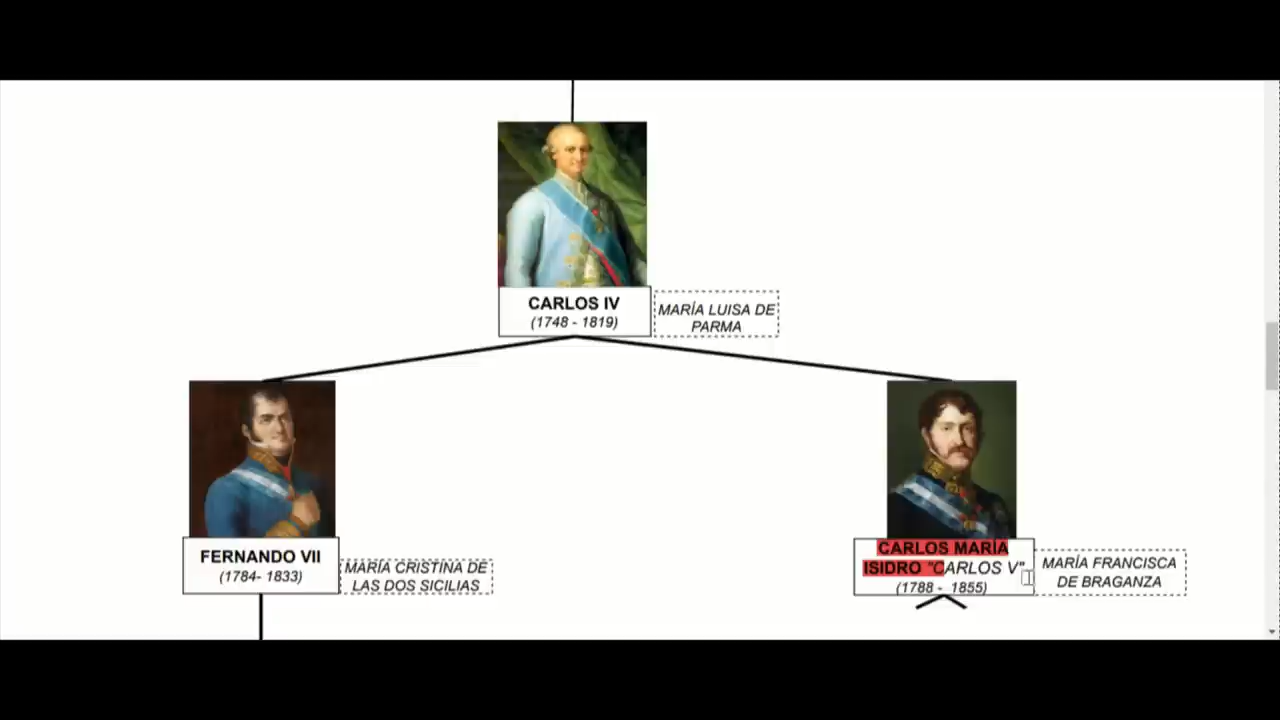 CARLOS IV
(1748 - 1819)
MARÍA LUISA DE
PARMA
FERNANDO VII
(1784- 1833)
MARÍA CRISTINA DE
LAS DOS SICILIAS
CARLOS MARÍA
ISIDRO "CARLOS V"
(1788 - 1855)
MARÍA FRANCISCA
DE BRAGANZA